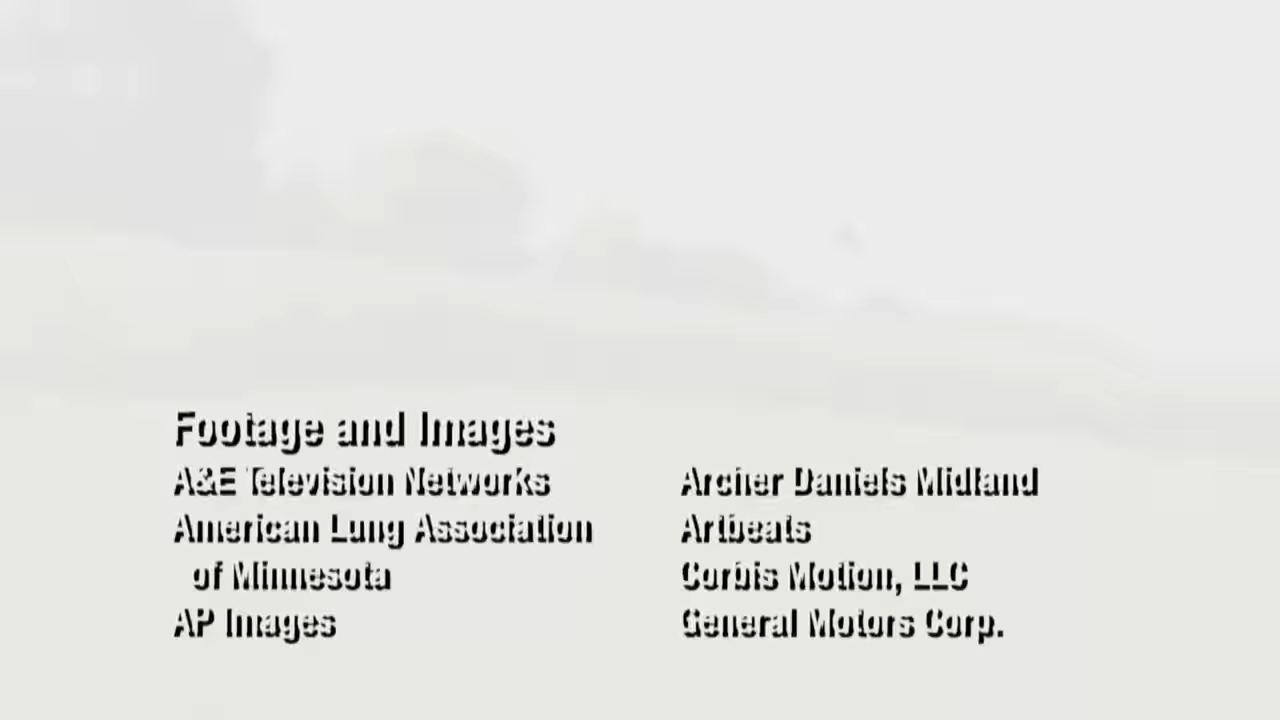 Footage and Images
A&E Television Networks
American Lung Association
of Minnesota
AP Images
Archer Daniels Midland
Artbeats
Corbis Motion, LLC
General Motors Corp.